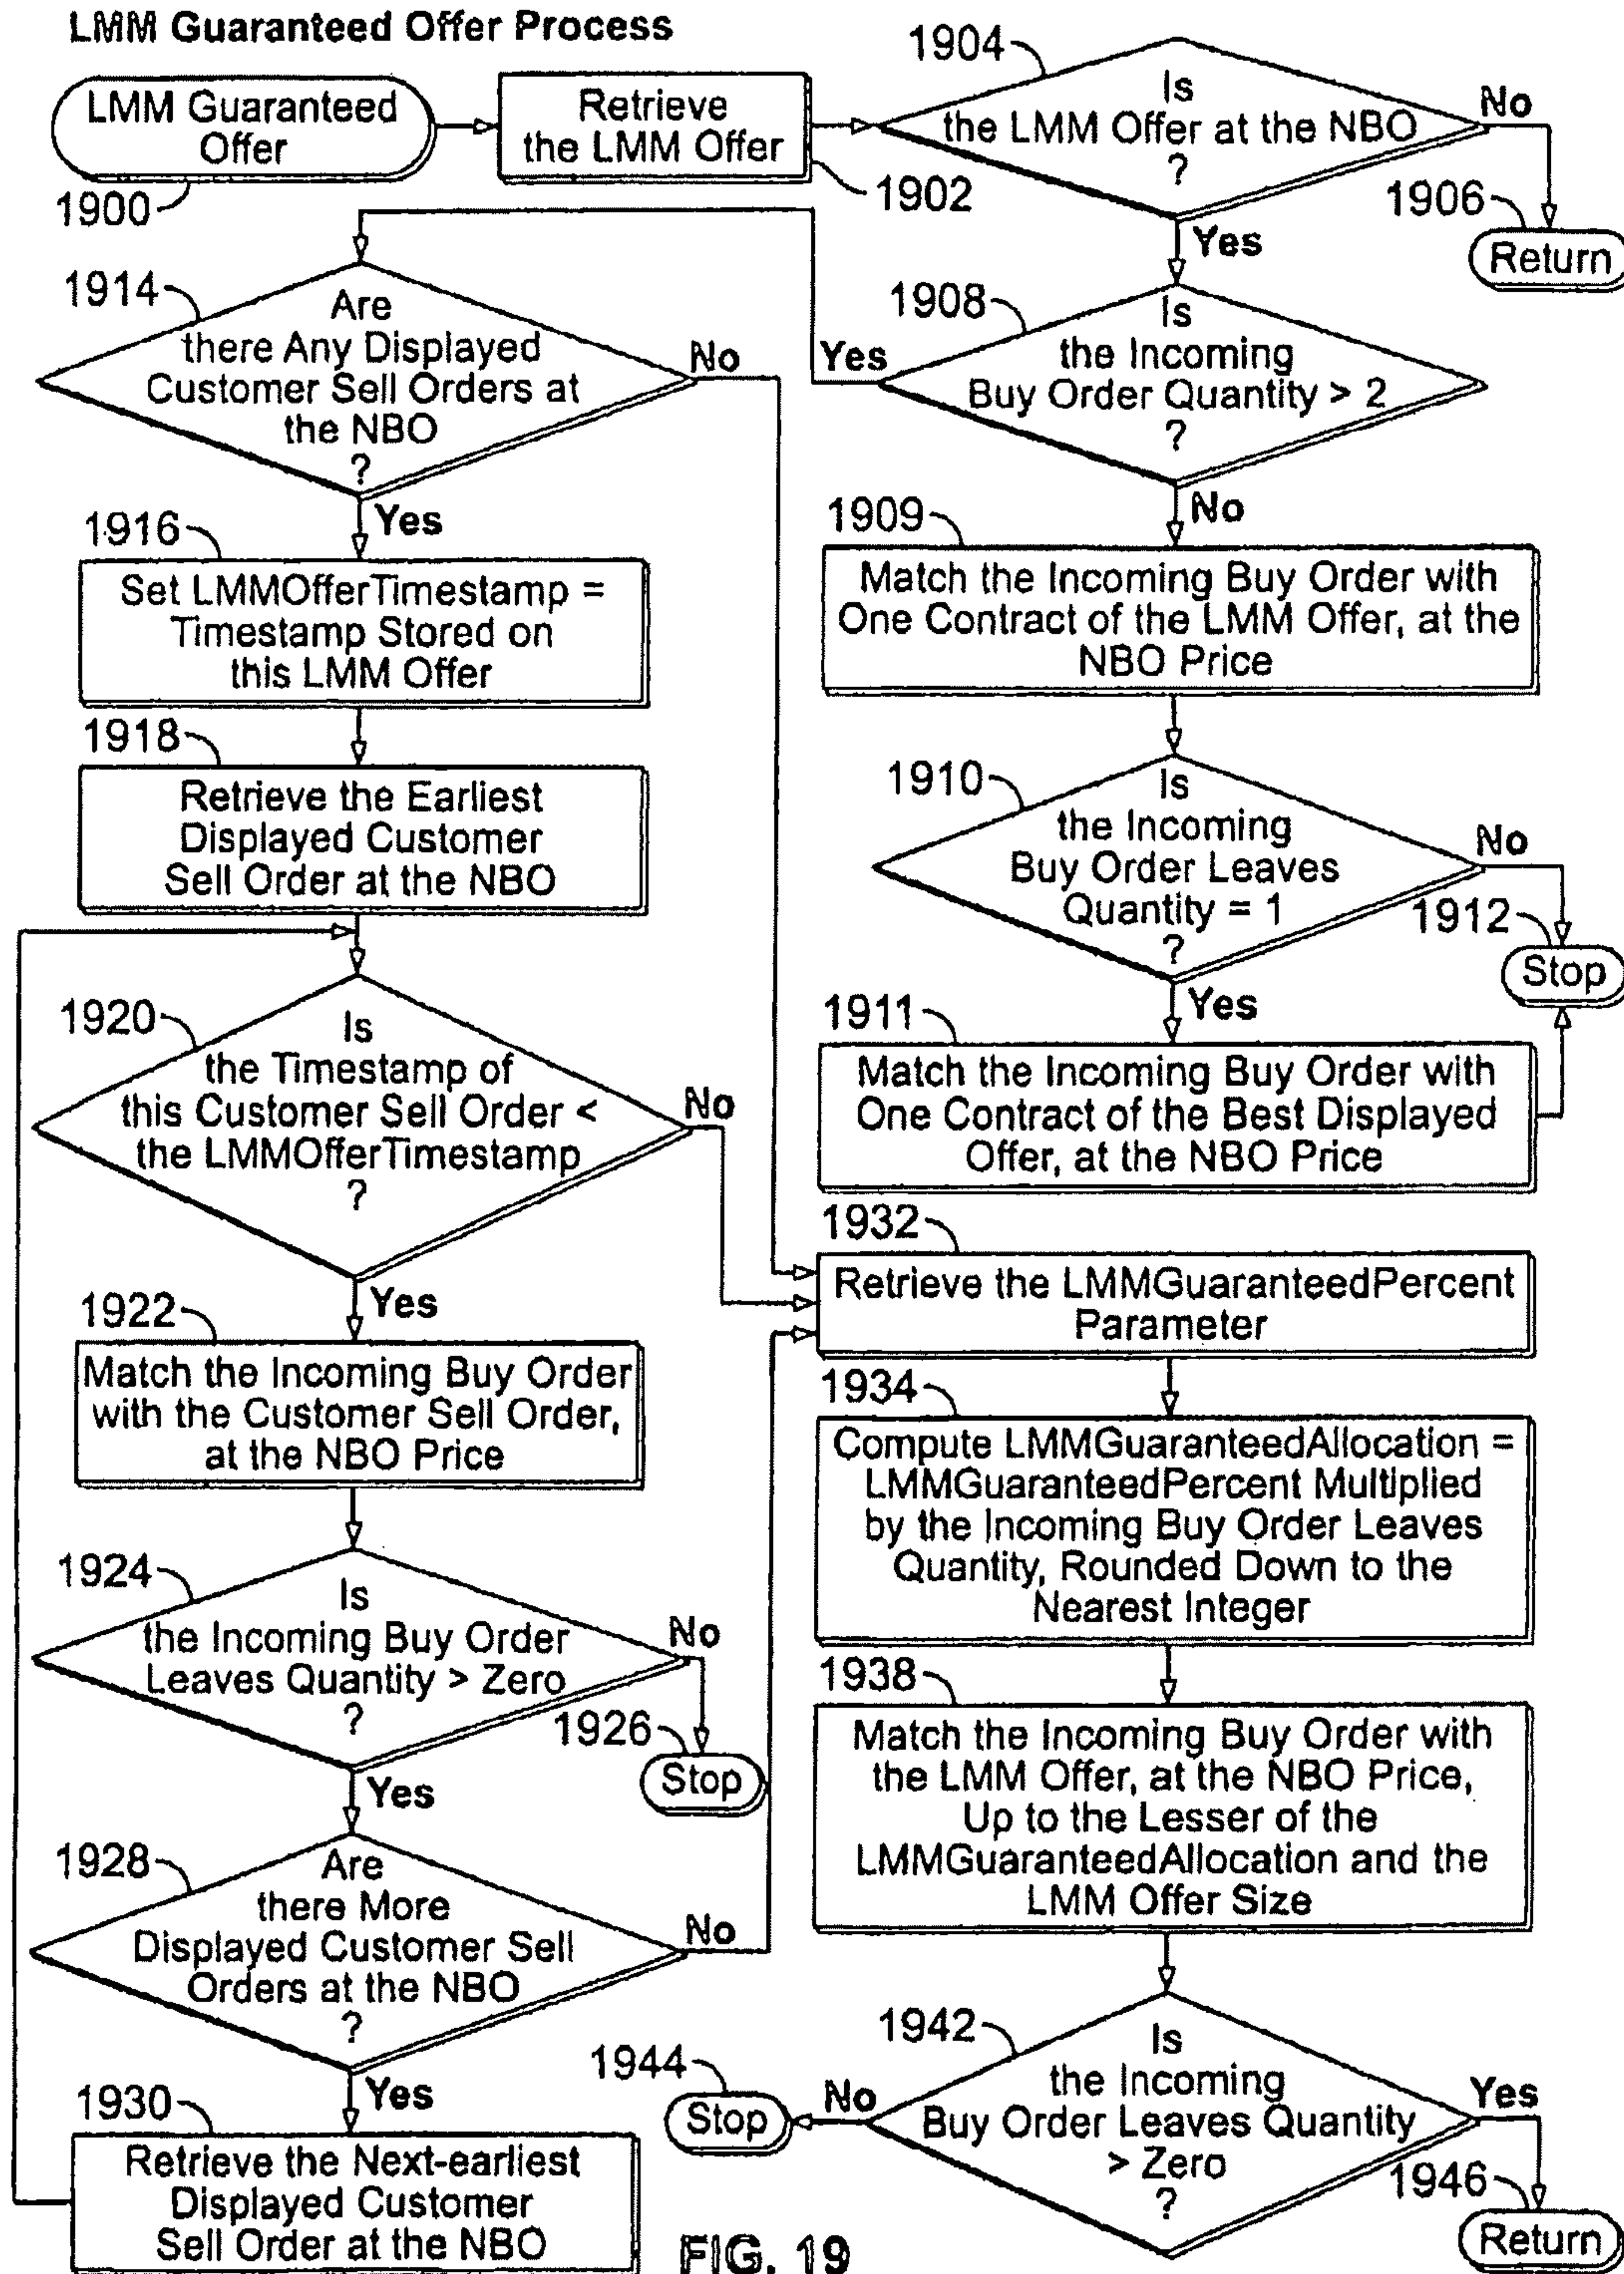 LMM Guaranteed Offer Process
LMM Guaranteed
Offer
1900
Retrieve
the LMM Offer
1902
1904
Is
the LMM Offer at the NBO
?
No
1906
Return
Yes
1908
Is
the Incoming
Buy Order Quantity > 2
?
Yes
No
1909
Match the Incoming Buy Order with
One Contract of the LMM Offer, at the
NBO Price
1910
Is
the Incoming
Buy Order Leaves
Quantity = 1
?
No
1912
Stop
Yes
1911
Match the Incoming Buy Order with
One Contract of the Best Displayed
Offer, at the NBO Price
1914
Are
there Any Displayed
Customer Sell Orders at
the NBO
?
No
Yes
1916
Set LMMOfferTimestamp =
Timestamp Stored on
this LMM Offer
1918
Retrieve the Earliest
Displayed Customer
Sell Order at the NBO
1920
Is
the Timestamp of
this Customer Sell Order <
the LMMOfferTimestamp
?
No
Yes
1922
Match the Incoming Buy Order
with the Customer Sell Order,
at the NBO Price
1924
Is
the Incoming Buy Order
Leaves Quantity > Zero
?
No
1926
Stop
Yes
1928
Are
there More
Displayed Customer Sell
Orders at the NBO
?
No
Yes
1930
Retrieve the Next-earliest
Displayed Customer
Sell Order at the NBO
1932
Retrieve the LMMGuaranteedPercent
Parameter
1934
Compute LMMGuaranteedAllocation =
LMMGuaranteedPercent Multiplied
by the Incoming Buy Order Leaves
Quantity, Rounded Down to the
Nearest Integer
1938
Match the Incoming Buy Order with
the LMM Offer, at the NBO Price,
Up to the Lesser of the
LMMGuaranteedAllocation and the
LMM Offer Size
1942
Is
the Incoming
Buy Order Leaves Quantity
> Zero
?
No
1944
Stop
Yes
1946
Return
FIG. 19